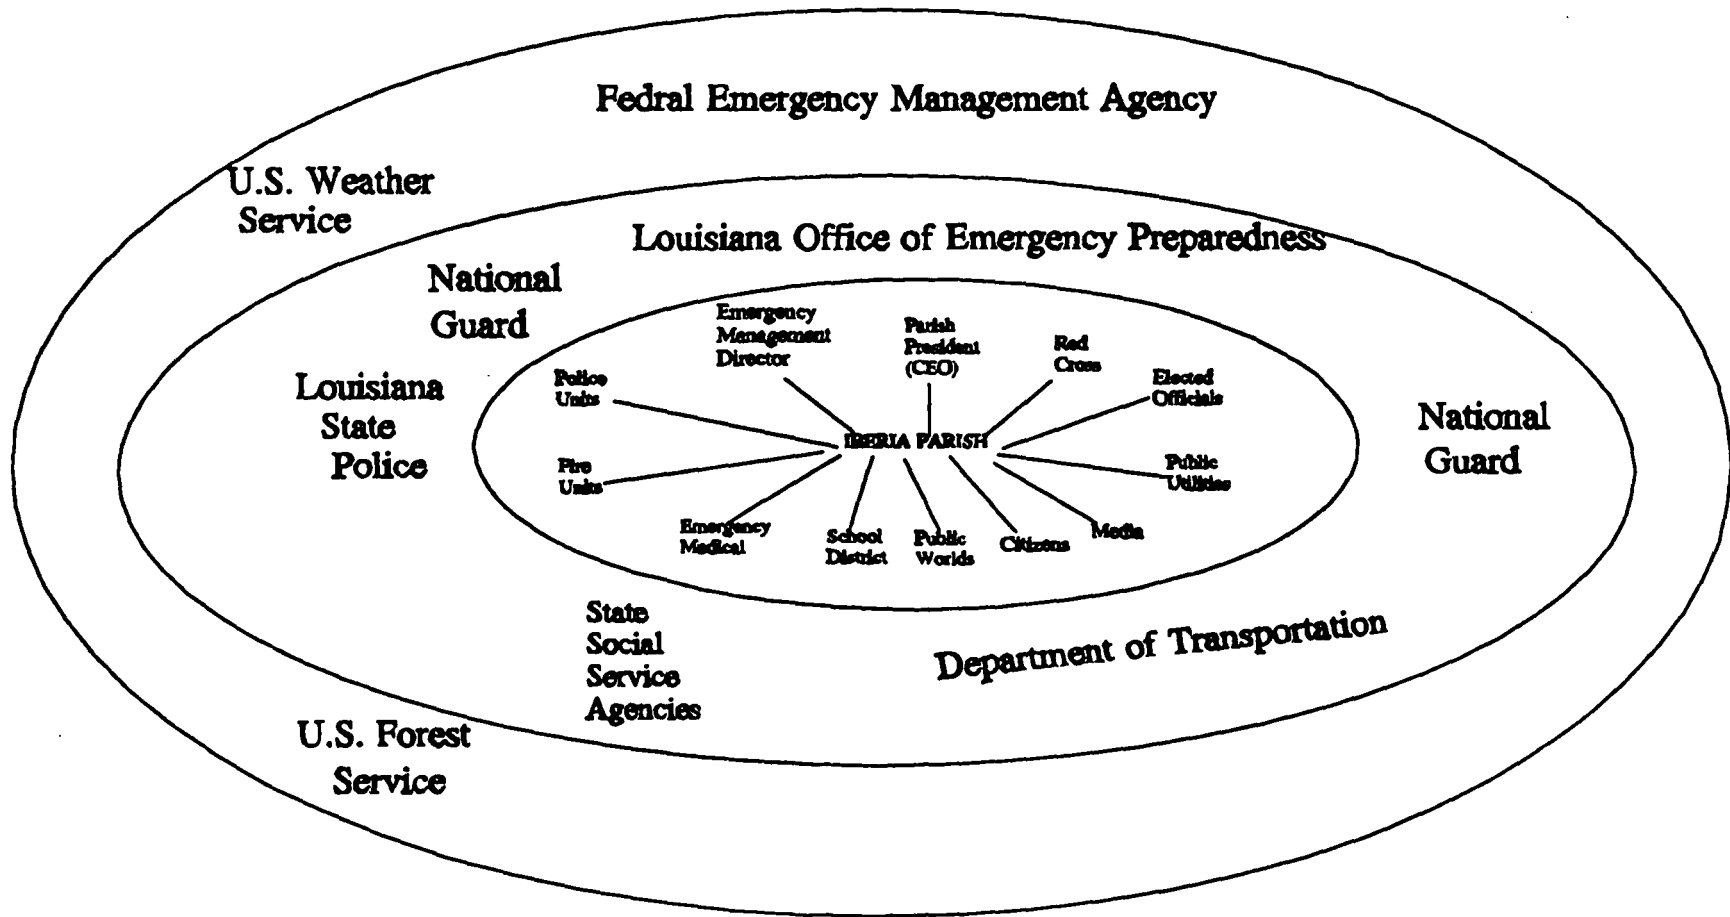 Fedral Emergency Management Agency
U.S. Weather
Service
Louisiana Office of Emergency Preparedness
National
Guard
Louisiana
State
Police
Emergency
Management
Director
Parish
President
(CEO)
Red
Cross
Police
Units
Elected
Officials
IBERIA PARISH
Fire
Units
Public
Utilities
Emergency
Medical
School
District
Public
Worlds
Citizens
Media
National
Guard
State
Social
Service
Agencies
Department of Transportation
U.S. Forest
Service